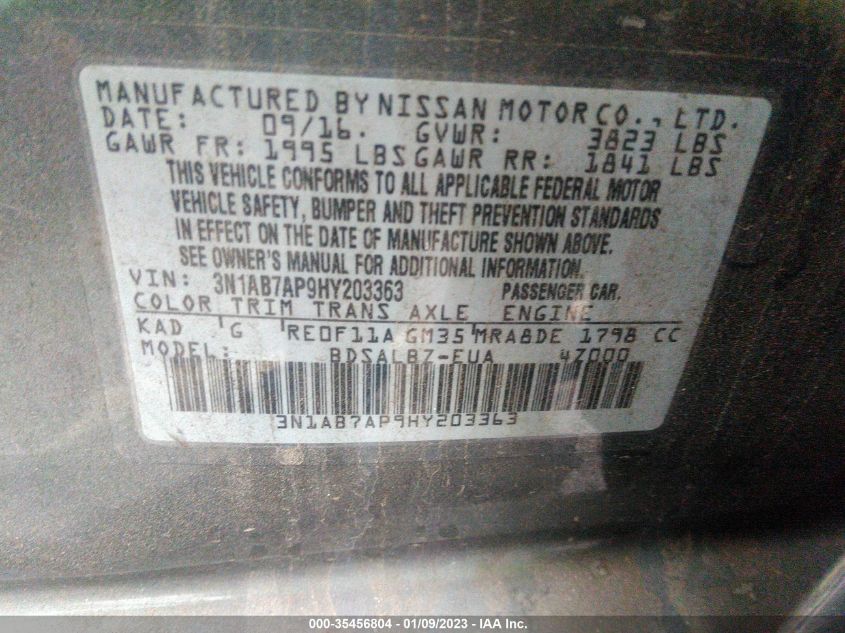 MANUFACTURED BY NISSAN MOTOR CO., LTD.
DATE: 09/16. GVWR: 3823 LBS
GAWR FR: 1995 LBS GAWR RR: 1841 LBS
THIS VEHICLE CONFORMS TO ALL APPLICABLE FEDERAL MOTOR
VEHICLE SAFETY, BUMPER AND THEFT PREVENTION STANDARDS
IN EFFECT ON THE DATE OF MANUFACTURE SHOWN ABOVE.
SEE OWNER'S MANUAL FOR ADDITIONAL INFORMATION.
VIN: 3N1AB7AP9HY203363 PASSENGER CAR.
COLOR TRIM TRANS AXLE ENGINE
KAD G RE0F11A GM35 MRA8DE 1798 CC
MODEL: BDSALBZ-EUA 4Z000
3N1AB7AP9HY203363
000-35456804 - 01/09/2023 - IAA Inc.